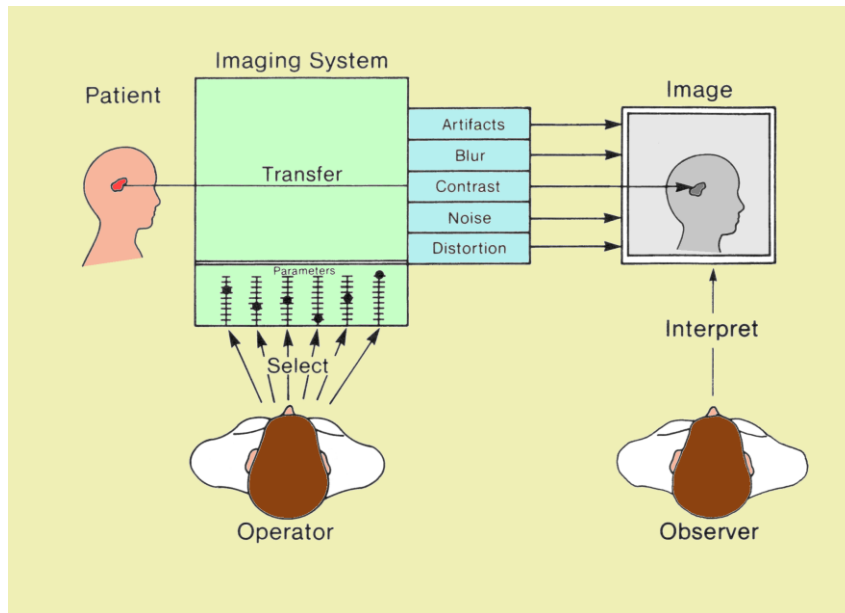 Imaging System
Patient
Image
Artifacts
Blur
Transfer
Contrast
Noise
Distortion
Parameters
Select
Interpret
Operator
Observer